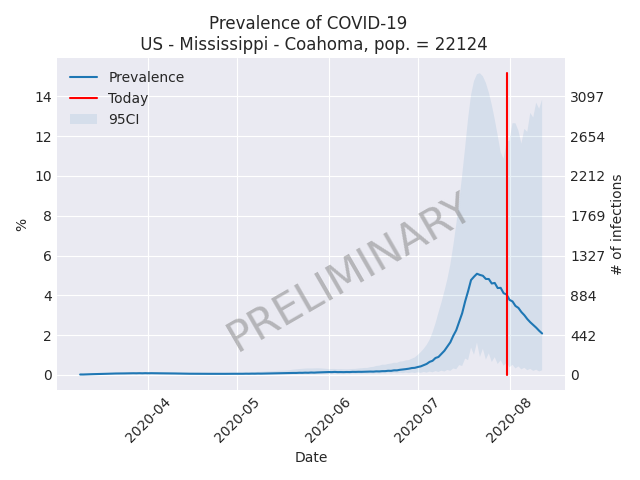 Prevalence of COVID-19
US - Mississippi - Coahoma, pop. = 22124
Prevalence
Today
95CI
%
14
12
10
8
6
4
2
0
3097
2654
2212
1769
1327
884
442
0
# of infections
PRELIMINARY
2020-04
2020-05
2020-06
2020-07
2020-08
Date